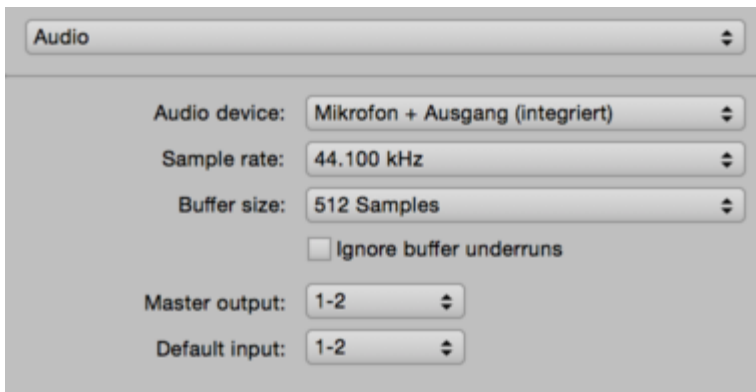 Audio
Audio device: Mikrofon + Ausgang (integriert)
Sample rate: 44.100 kHz
Buffer size: 512 Samples
Ignore buffer underruns
Master output: 1-2
Default input: 1-2